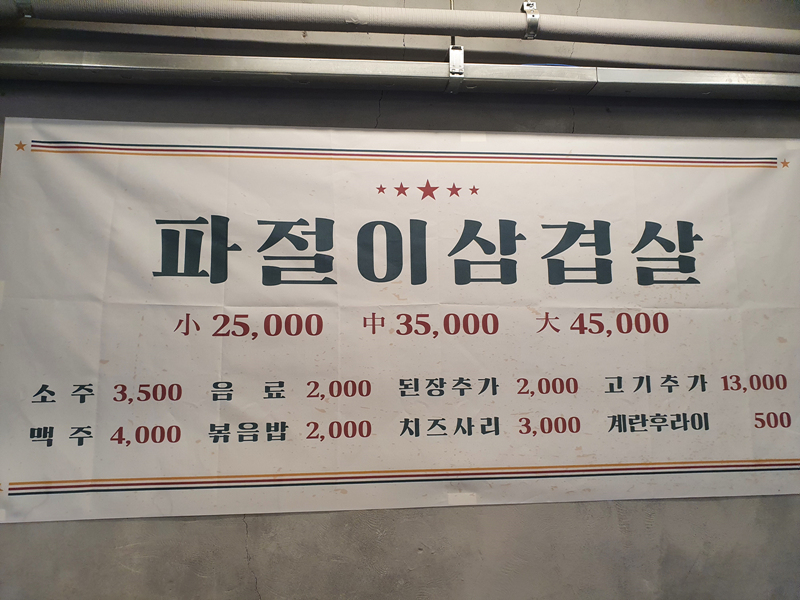 파절이삼겹살
小 25,000 中 35,000 大 45,000
소주 3,500 음료 2,000 된장추가 2,000 고기추가 13,000
맥주 4,000 볶음밥 2,000 치즈사리 3,000 계란후라이 500